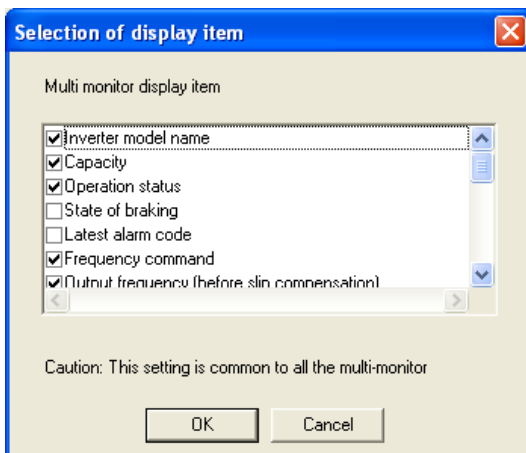 Selection of display item
Multi monitor display item
Inverter model name
Capacity
Operation status
State of braking
Latest alarm code
Frequency command
Output frequency (before slip compensation)
Caution: This setting is common to all the multi-monitor
OK
Cancel